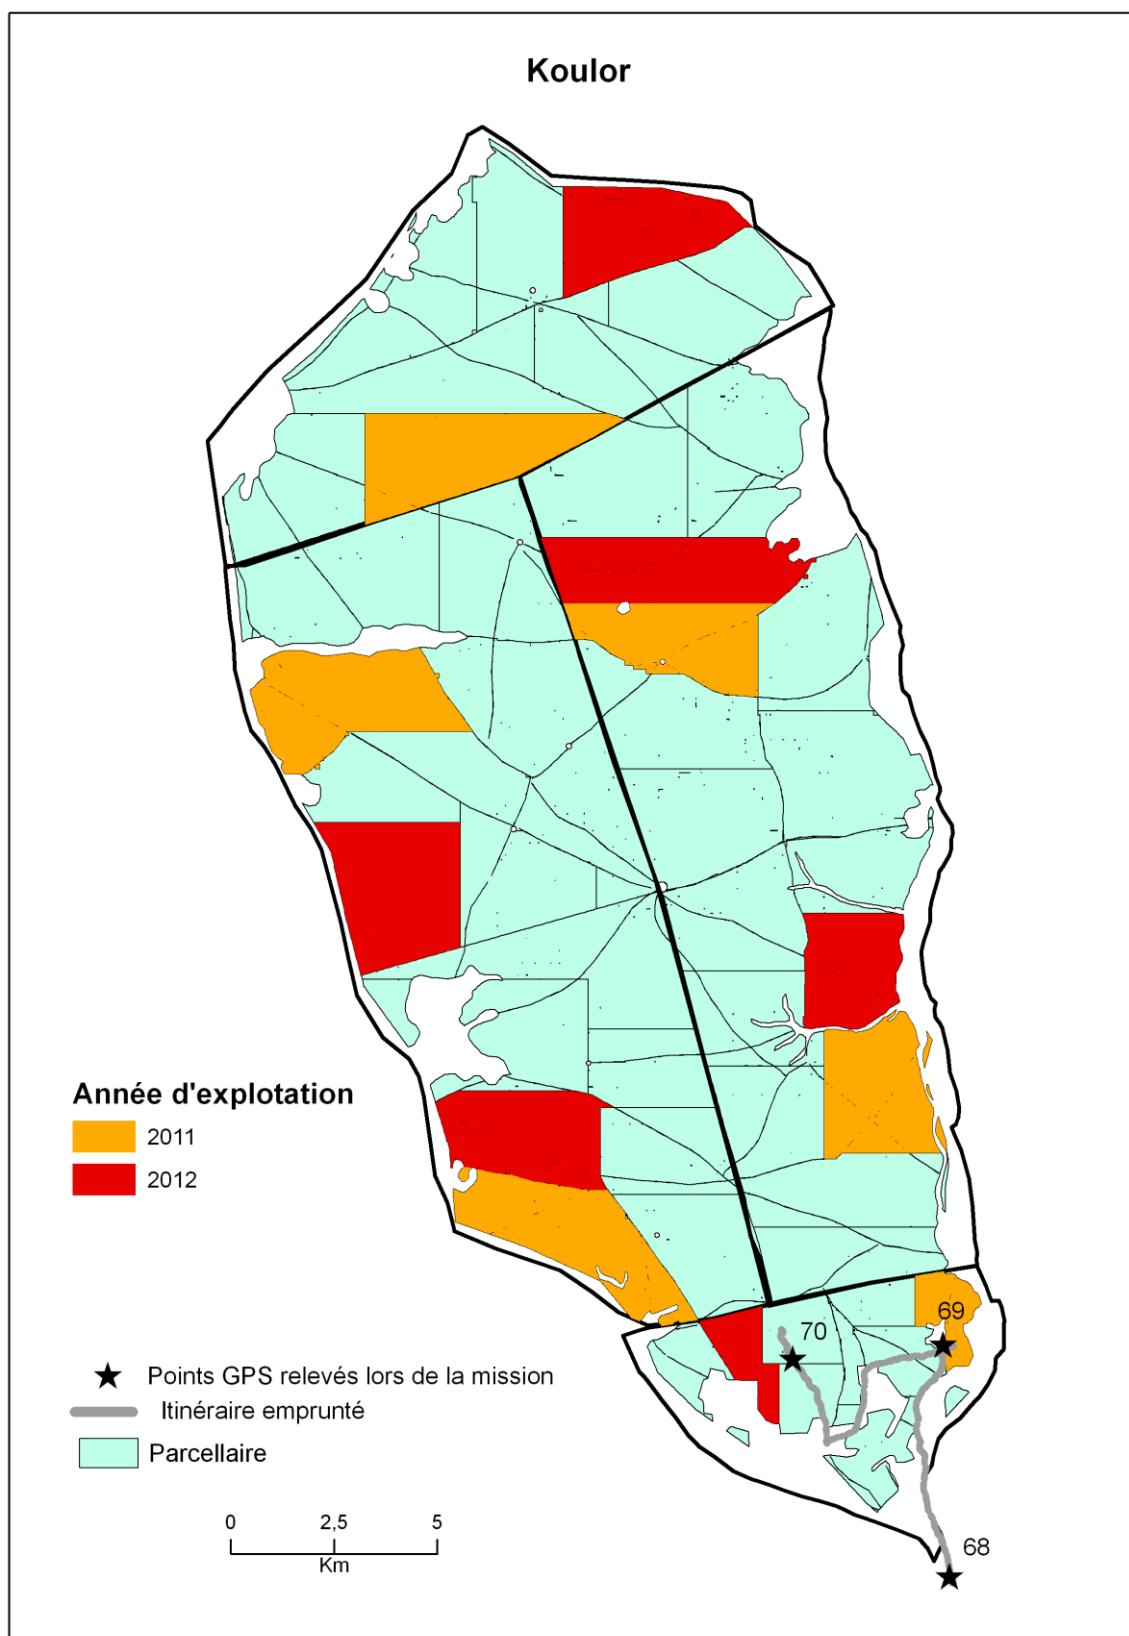 Koulor
69
70
Année d'explotation
2011
2012
Points GPS relevés lors de la mission
Itinéraire emprunté
Parcellaire
0 2,5 5
Km
68